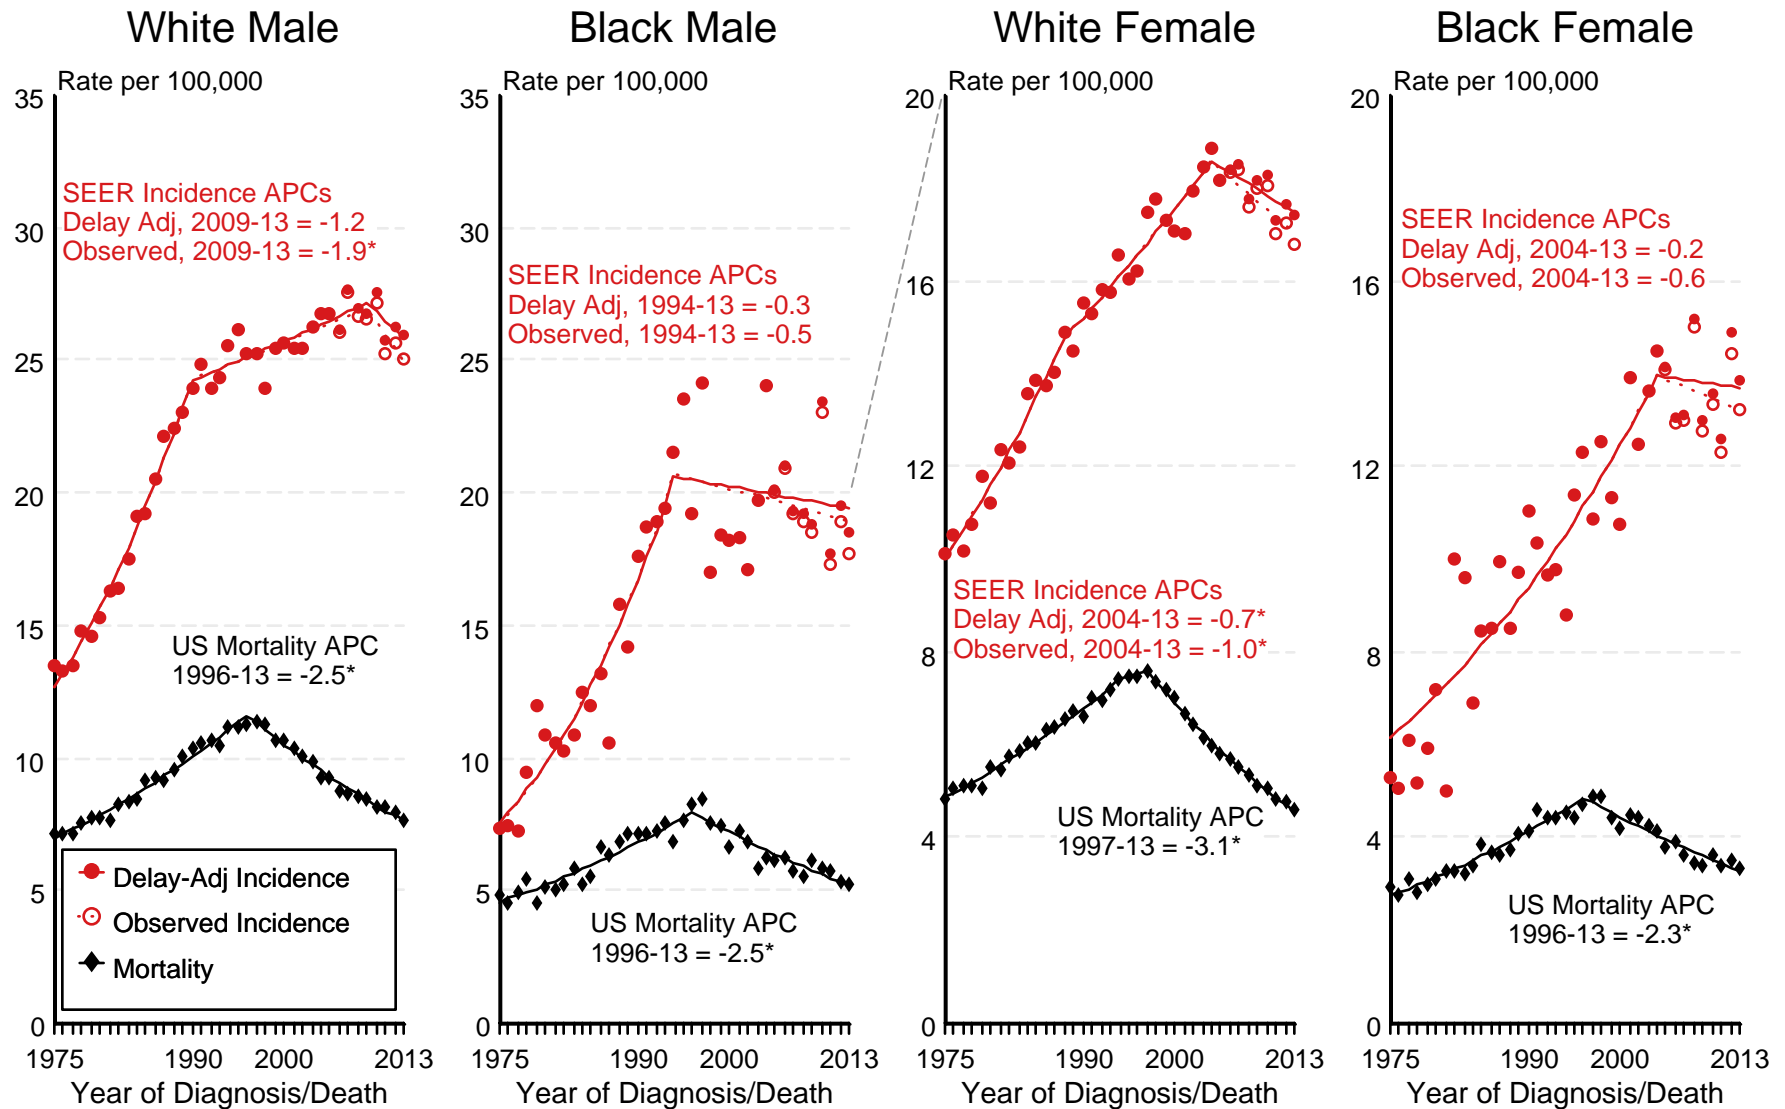 White Male
Rate per 100,000
35
30
25
20
15
10
5
0
SEER Incidence APCs
Delay Adj, 2009-13 = -1.2
Observed, 2009-13 = -1.9*
US Mortality APC
1996-13 = -2.5*
Delay-Adj Incidence
Observed Incidence
Mortality
1975 1990 2000 2013
Year of Diagnosis/Death
Black Male
Rate per 100,000
35
30
25
20
15
10
5
0
SEER Incidence APCs
Delay Adj, 1994-13 = -0.3
Observed, 1994-13 = -0.5
US Mortality APC
1996-13 = -2.5*
1975 1990 2000 2013
Year of Diagnosis/Death
White Female
Rate per 100,000
20
16
12
8
4
0
SEER Incidence APCs
Delay Adj, 2004-13 = -0.7*
Observed, 2004-13 = -1.0*
US Mortality APC
1997-13 = -3.1*
1975 1990 2000 2013
Year of Diagnosis/Death
Black Female
Rate per 100,000
20
16
12
8
4
0
SEER Incidence APCs
Delay Adj, 2004-13 = -0.2
Observed, 2004-13 = -0.6
US Mortality APC
1996-13 = -2.3*
1975 1990 2000 2013
Year of Diagnosis/Death